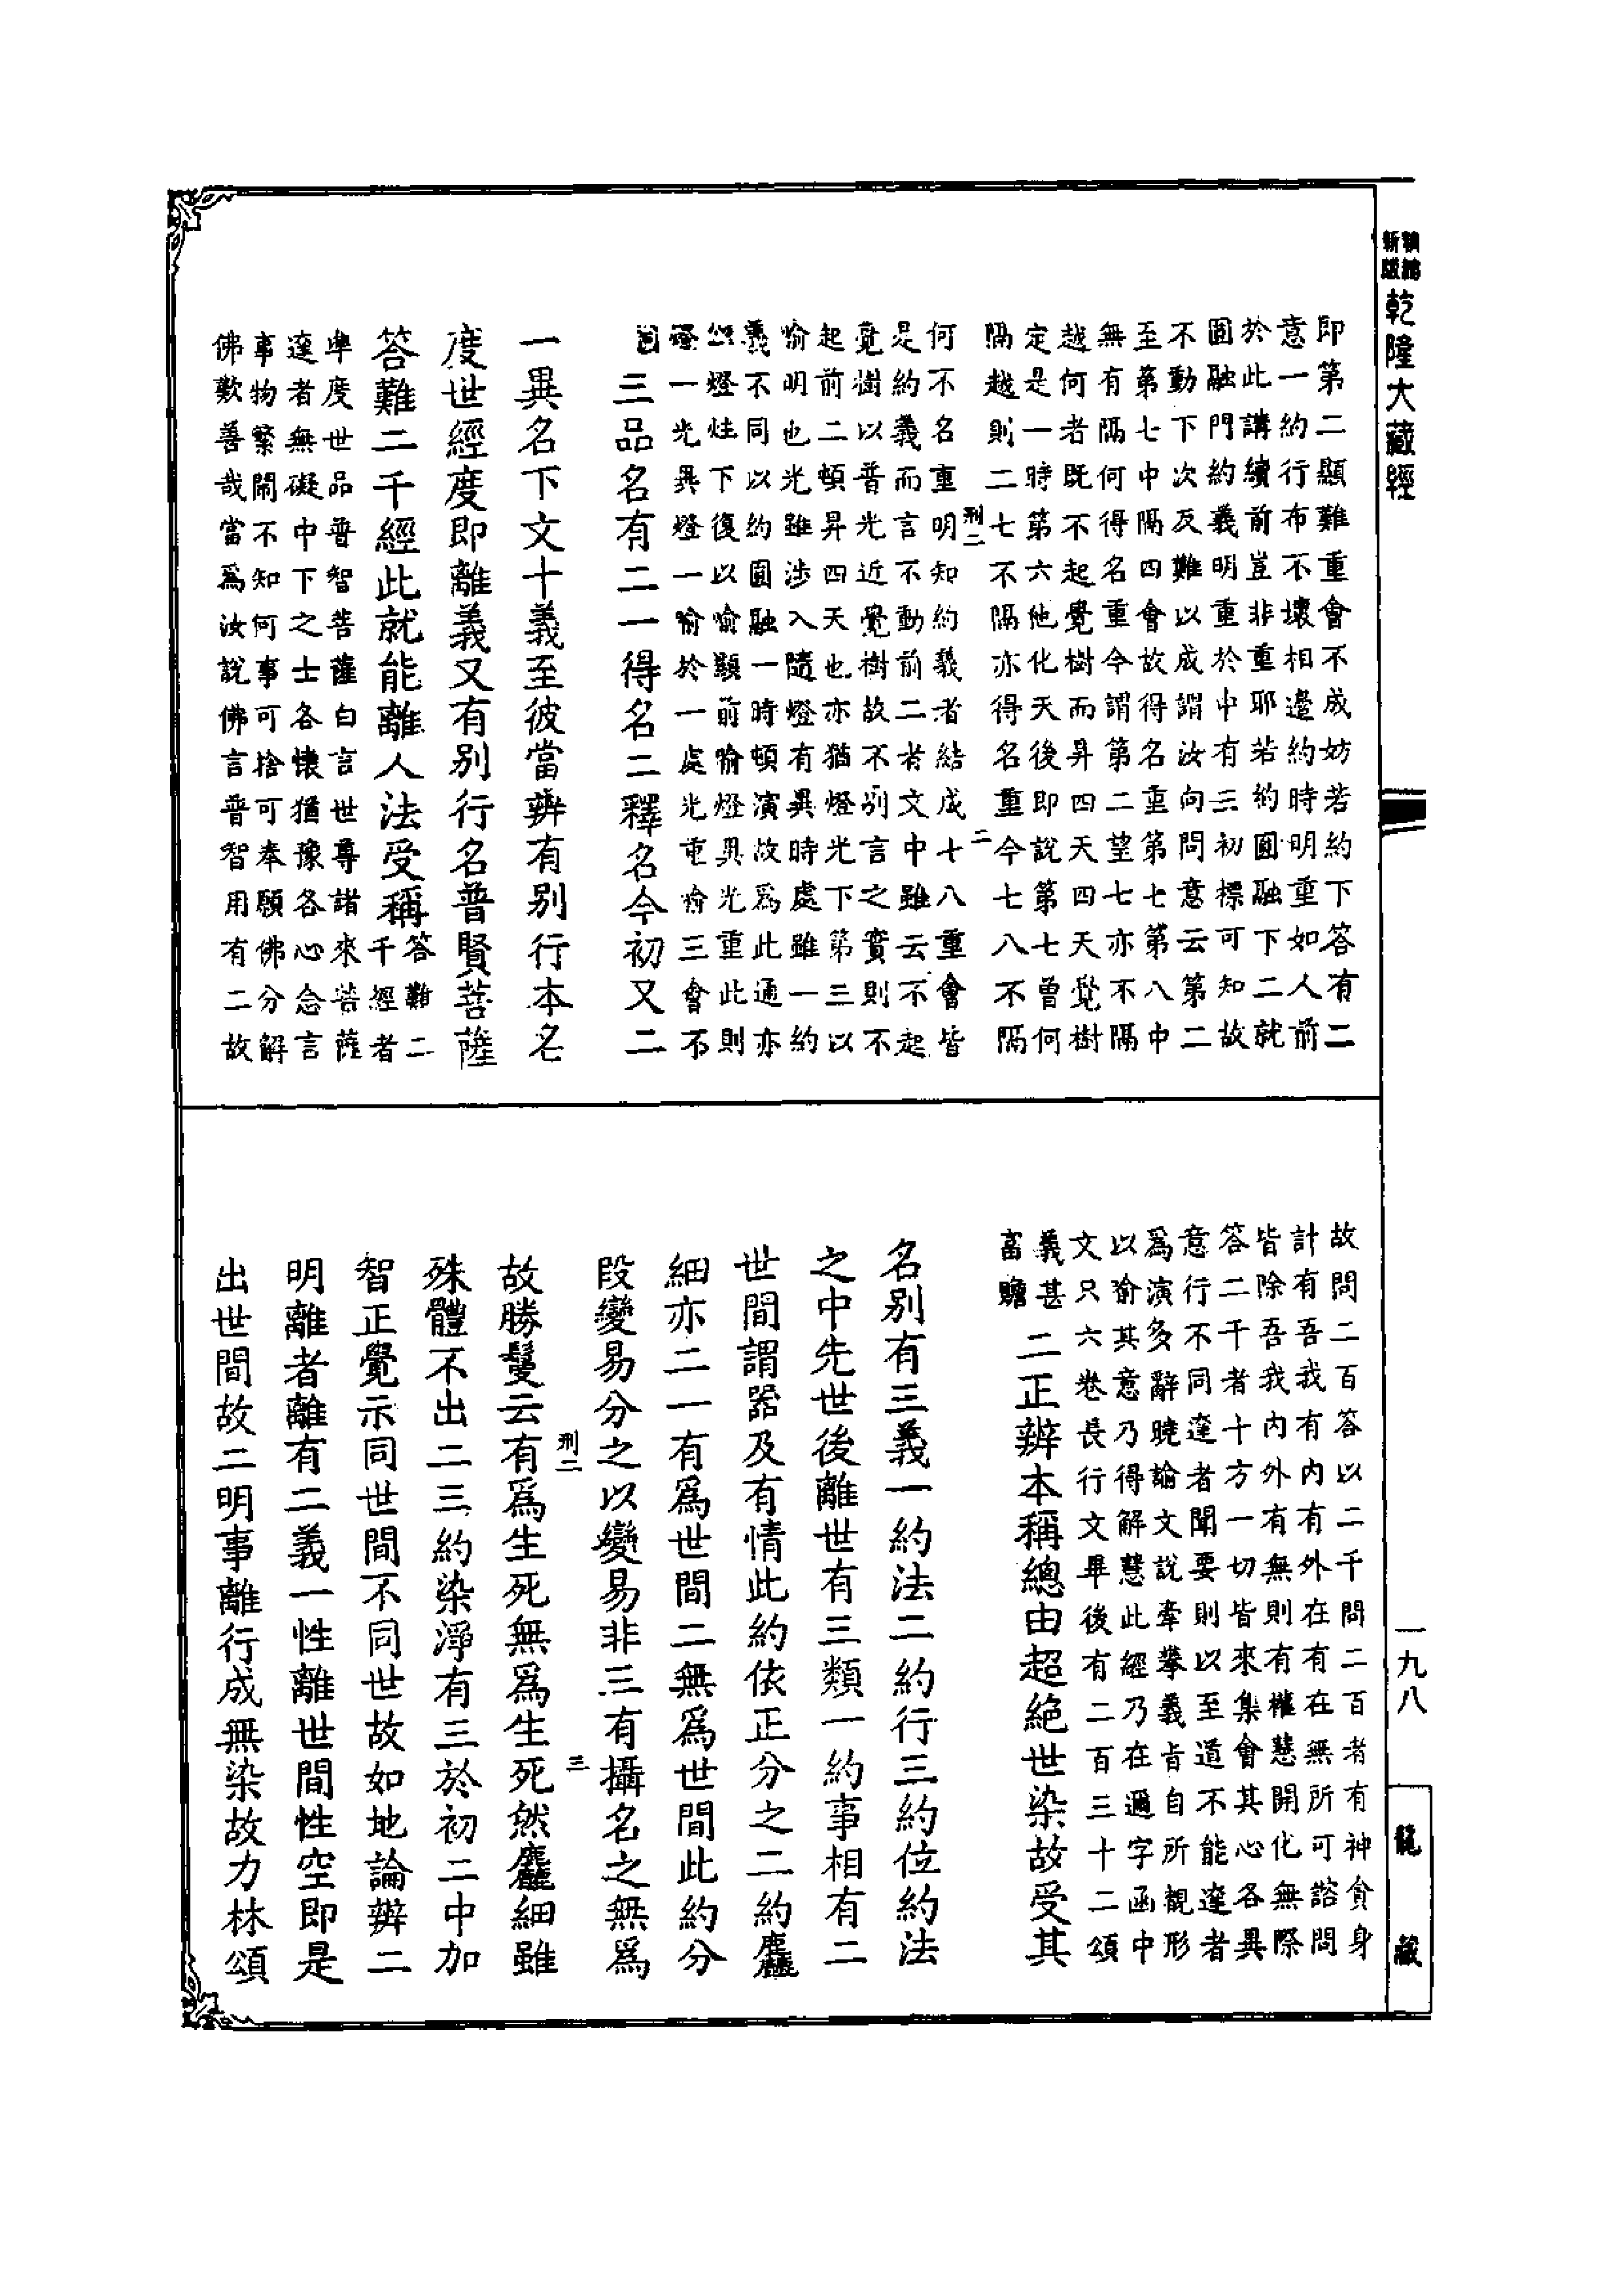 乾隆大藏經
一九八
龍藏
即第二顯難重會不成妨若約下答有二
意一約行布不壞相邊約時明重如人前
於此講續前豈非重耶若約圓融下二就
圓融門約義明重於中有三初標可知故
不動下次反難以成謂汝向問意云第二
至第七中隔四會故得名重第七第八中
無有隔何得名重今謂第二望七亦不隔
越何者既不起覺樹而昇四天四天覺樹
定是一時第六他化天後即說第七曾何
隔越則二七不隔亦得名重今七八不隔
刑二
二
何不名重明知約義者結成七八重會皆
是約義而言不動前二者文中雖云不起
覺樹以普光近覺樹故不別言之實則不
起前二頓昇四天也亦猶燈光下第三以
喻明也光雖涉入隨燈有異時處雖一約
義不同以約圓融一時頓演故為此通亦
如燈炷下復以喻顯前喻燈異光重此則
燈一光異燈一喻於一處光重喻三會不
同三品名有二一得名二釋名今初又二
一異名下文十義至彼當辨有別行本名
度世經度即離義又有別行名普賢菩薩
答難二千經此就能離人法受稱答難二
千經者
準度世品普智菩薩白言世尊諸來菩薩
達者無礙中下之士各懷猶豫各心念言
事物繁鬧不知何事可捨可奉願佛分解
佛歎善哉當為汝說佛言普智用有二故
故問二百答以二千問二百者有神貪身
計有吾我有內有外在有在無所可諮問
皆除吾我內外有無則有權慧開化無際
答二千者十方一切皆來集會其心各異
意行不同達者聞要則以至道不能達者
為演多辭曉諭文說牽攀義旨自所觀形
以喻其意乃得解慧此經乃在邇字函中
文只六卷長行文畢後有二百三十二頌
義甚
富贍二正辨本稱總由超絕世染故受其
名別有三義一約法二約行三約位約法
之中先世後離世有三類一約事相有二
世間謂器及有情此約依正分之二約麤
細亦二一有為世間二無為世間此約分
段變易分之以變易非三有攝名之無為
刑二
三
故勝鬘云有為生死無為生死然麤細雖
殊體不出二三約染淨有三於初二中加
智正覺示同世間不同世故如地論辨二
明離者離有二義一性離世間性空即是
出世間故二明事離行成無染故力林頌